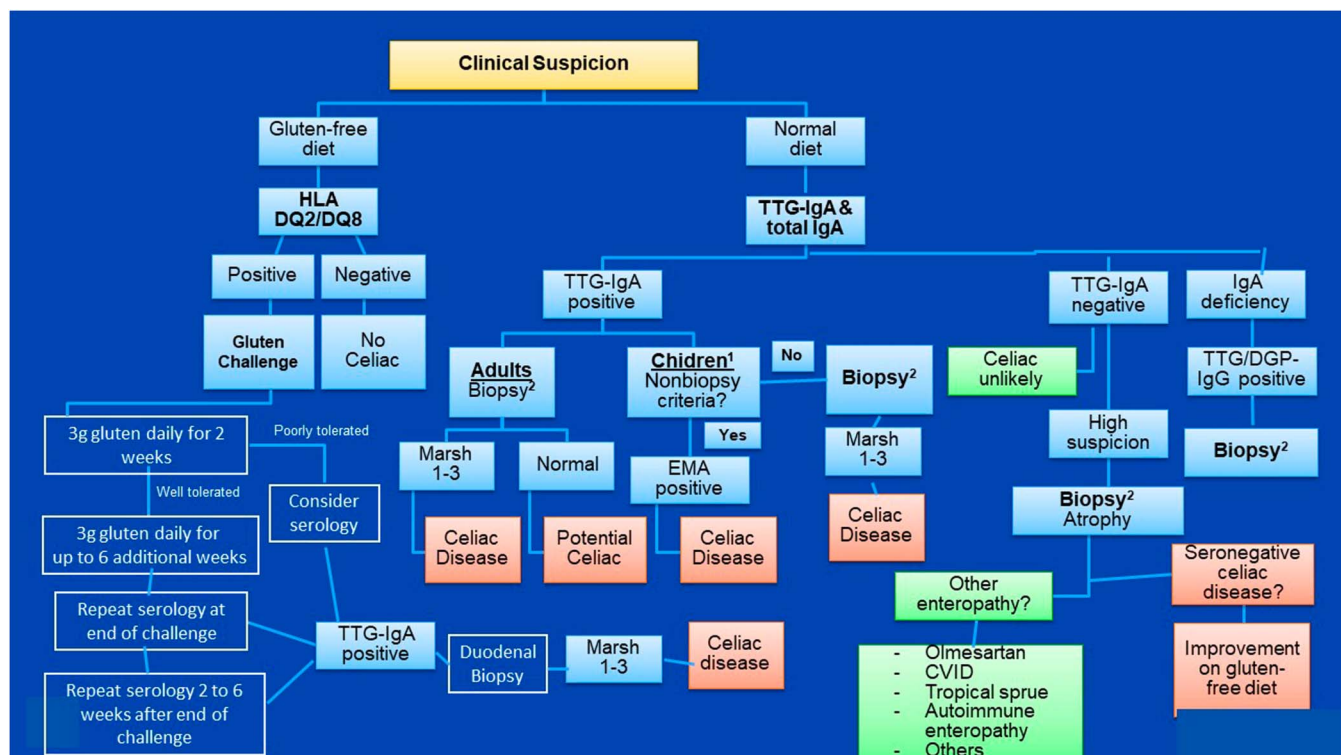 Clinical Suspicion
Gluten-free
diet
Normal
diet
HLA
DQ2/DQ8
TTG-IgA &
total IgA
Positive
Negative
TTG-IgA
positive
TTG-IgA
negative
IgA
deficiency
Gluten
Challenge
No
Celiac
Adults
Biopsy²
Chidren¹
Nonbiopsy
criteria?
No
Biopsy²
Celiac
unlikely
TTG/DGP-
IgG positive
3g gluten daily for 2
weeks
Poorly tolerated
Yes
High
suspicion
Biopsy²
Marsh
1-3
Normal
EMA
positive
Marsh
1-3
Well tolerated
Consider
serology
Biopsy²
Atrophy
3g gluten daily for
up to 6 additional weeks
Celiac
Disease
Potential
Celiac
Celiac
Disease
Celiac
Disease
Other
enteropathy?
Seronegative
celiac
disease?
Repeat serology at
end of challenge
TTG-IgA
positive
Duodenal
Biopsy
Marsh
1-3
Celiac
disease
Repeat serology 2 to 6
weeks after end of
challenge
- Olmesartan
- CVID
- Tropical sprue
- Autoimmune
enteropathy
- Others
Improvement
on gluten-
free diet